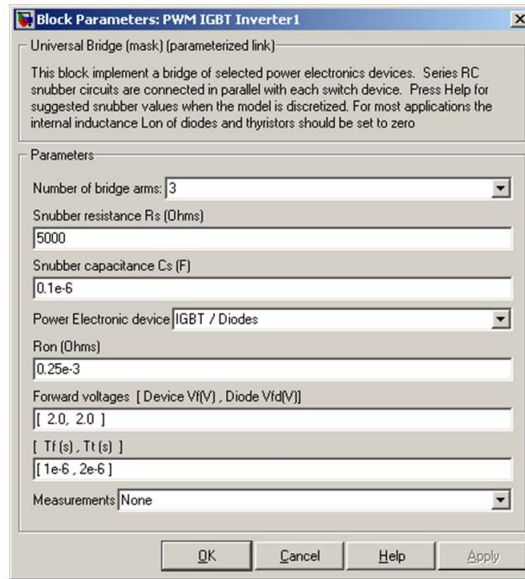 Block Parameters: PWM IGBT Inverter1
Universal Bridge (mask) (parameterized link)
This block implement a bridge of selected power electronics devices. Series RC
snubber circuits are connected in parallel with each switch device. Press Help for
suggested snubber values when the model is discretized. For most applications the
internal inductance Lon of diodes and thyristors should be set to zero
Parameters
Number of bridge arms: 3
Snubber resistance Rs (Ohms)
5000
Snubber capacitance Cs (F)
0.1e-6
Power Electronic device IGBT / Diodes
Ron (Ohms)
0.25e-3
Forward voltages [ Device Vf(V) , Diode Vfd(V)]
[ 2.0, 2.0 ]
[ Tf (s) , Tt (s) ]
[ 1e-6 , 2e-6 ]
Measurements None
OK Cancel Help Apply